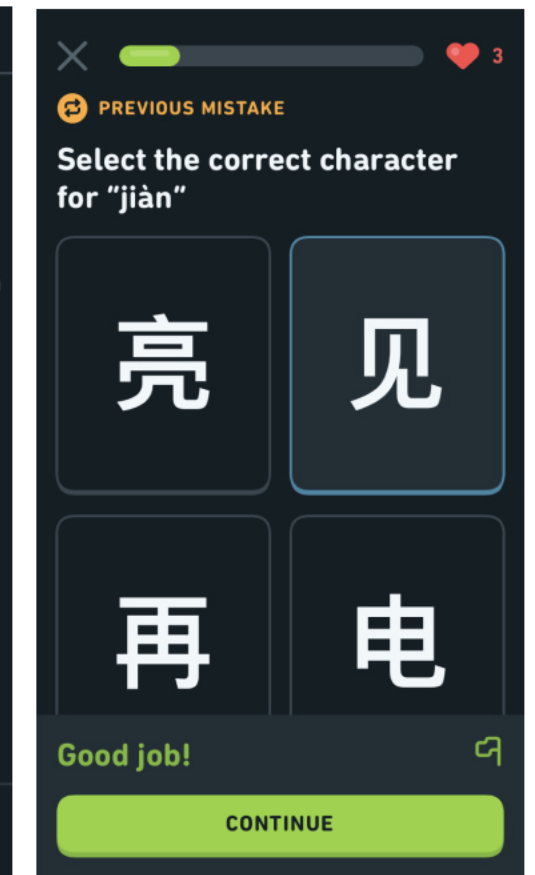 3
PREVIOUS MISTAKE
Select the correct character
for "jiàn"
亮
见
再
电
Good job!
CONTINUE